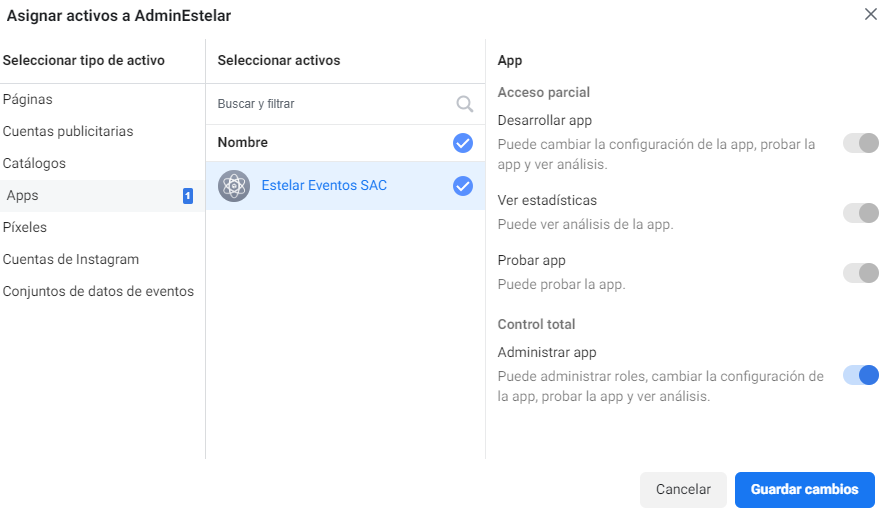 Asignar activos a AdminEstelar
Seleccionar tipo de activo
Páginas
Cuentas publicitarias
Catálogos
Apps
1
Píxeles
Cuentas de Instagram
Conjuntos de datos de eventos
Seleccionar activos
Buscar y filtrar
Nombre
Estelar Eventos SAC
App
Acceso parcial
Desarrollar app
Puede cambiar la configuración de la app, probar la
app y ver análisis.
Ver estadísticas
Puede ver análisis de la app.
Probar app
Puede probar la app.
Control total
Administrar app
Puede administrar roles, cambiar la configuración de
la app, probar la app y ver análisis.
Cancelar
Guardar cambios